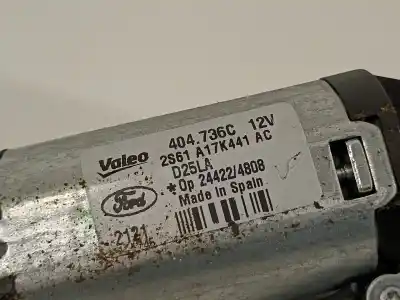 Valeo 404.736C 12V
2S61 A17K441 AC
D25LA
*Op 24422/4808
Made in Spain
Ford
2121